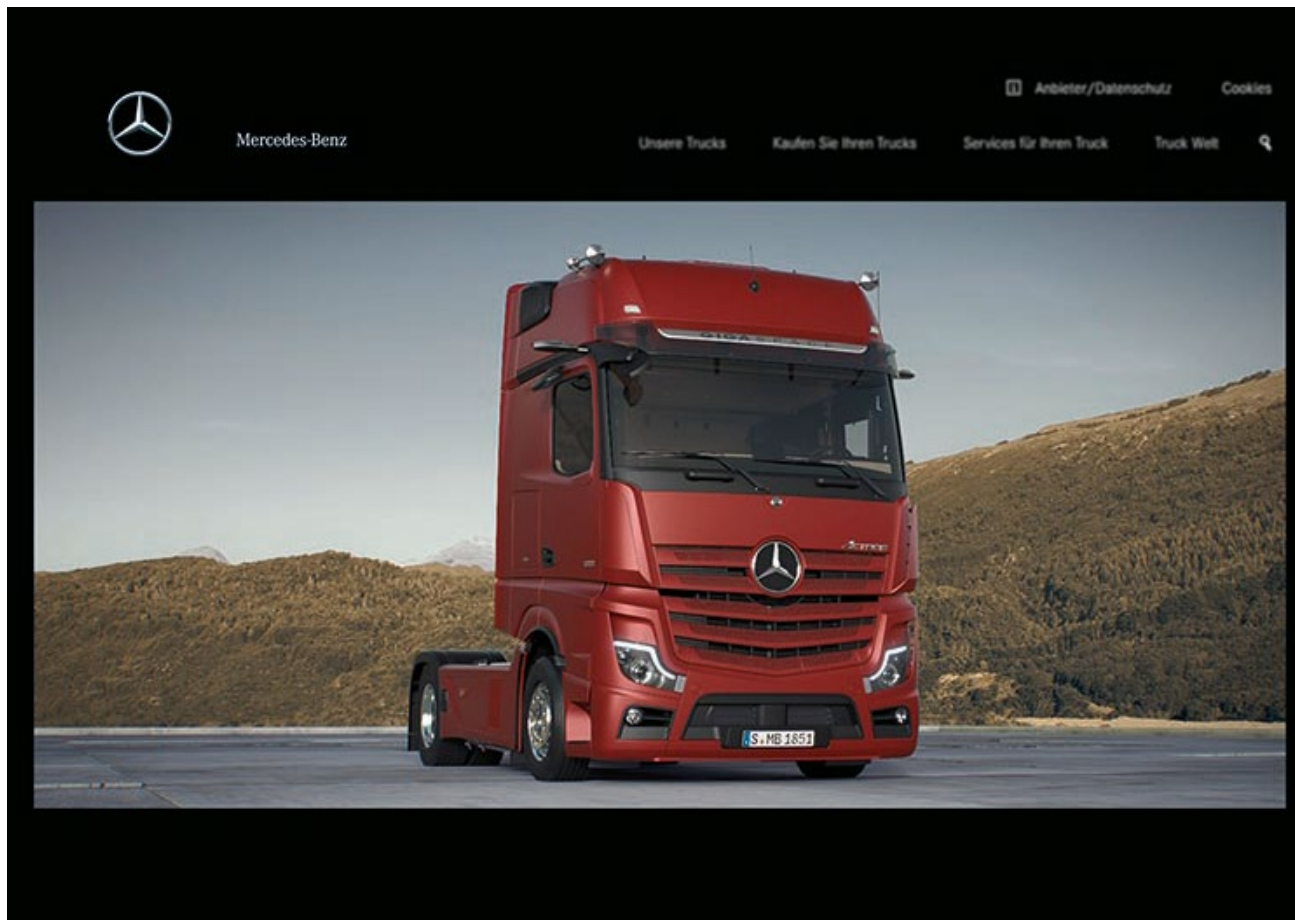 Anbieter/Datenschutz Cookies
Mercedes-Benz
Unsere Trucks Kaufen Sie Ihren Trucks Services für Ihren Truck Truck Welt
S MB 1851